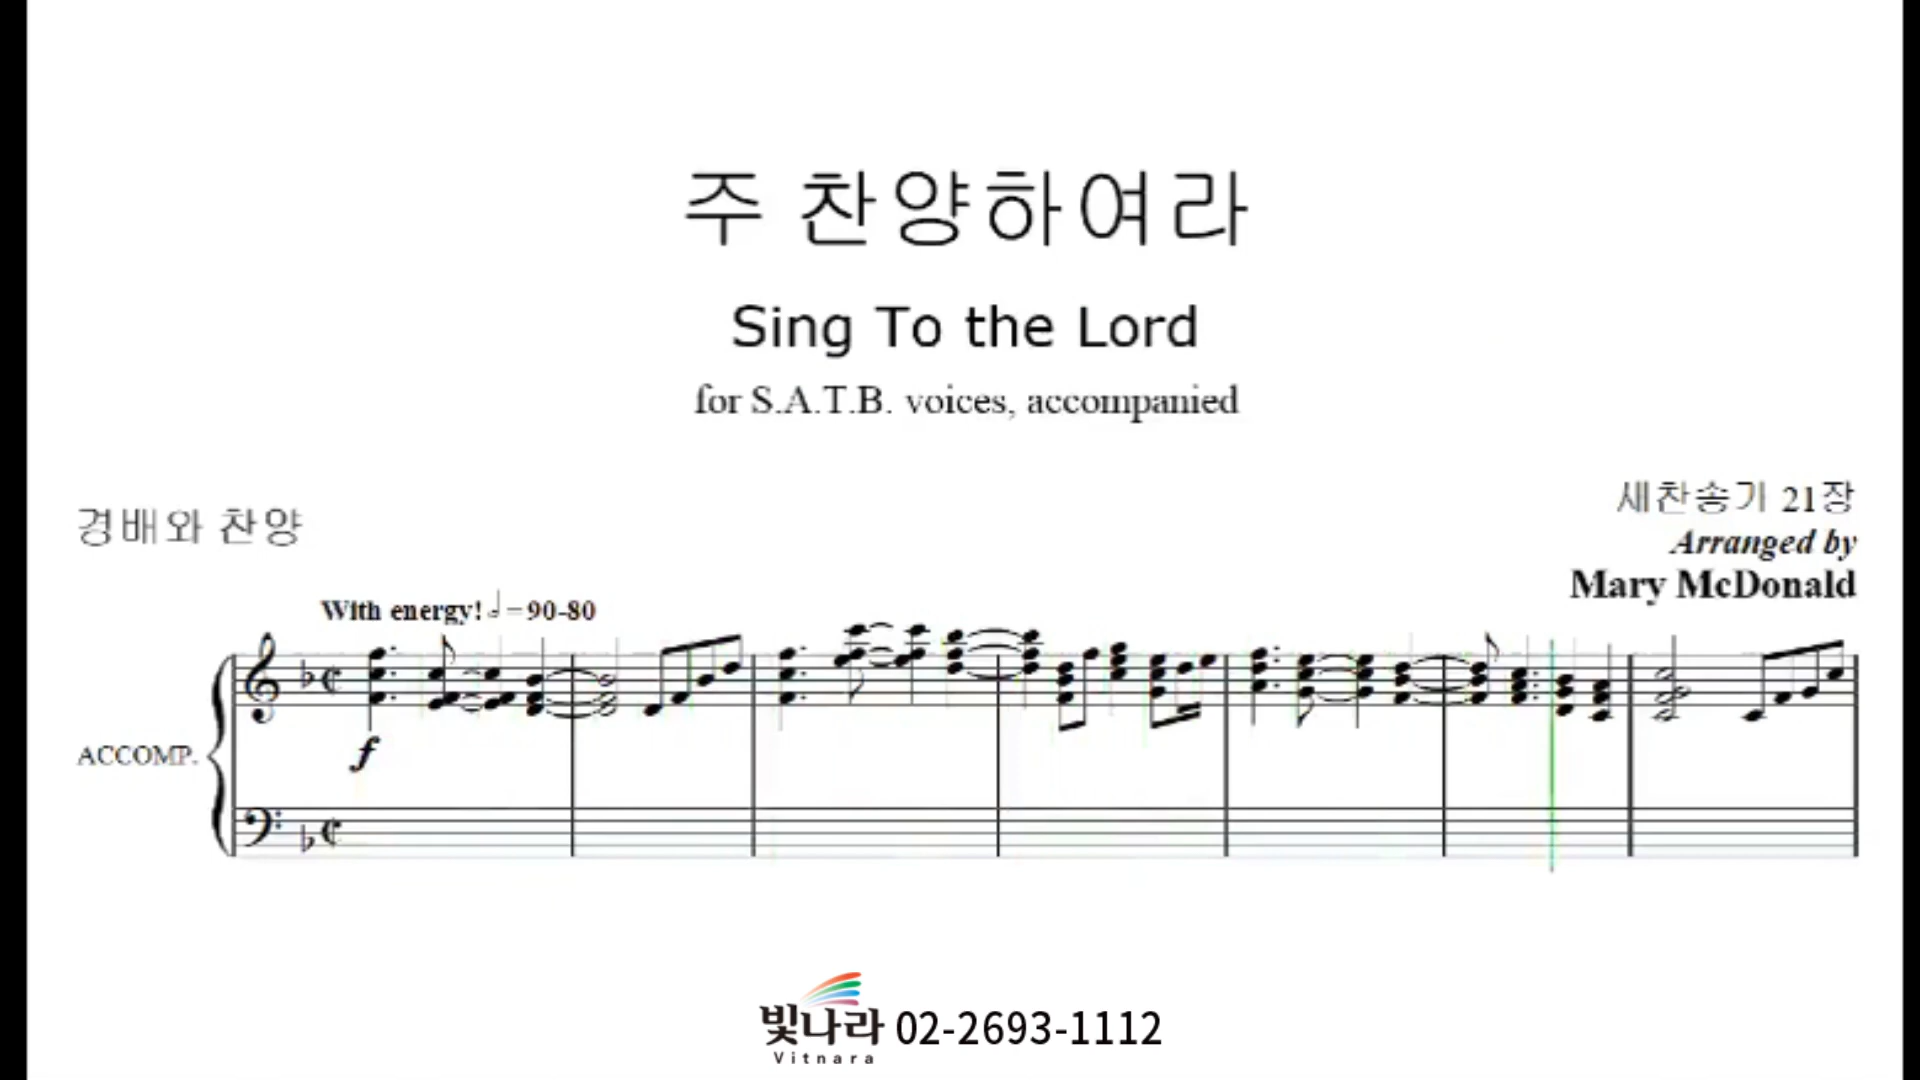 주 찬양하여라
Sing To the Lord
for S.A.T.B. voices, accompanied
경배와 찬양
새찬송기 21장
Arranged by
Mary McDonald
With energy! 𝅗𝅥=90-80
f
ACCOMP.
빛나라 02-2693-1112
Vitnara